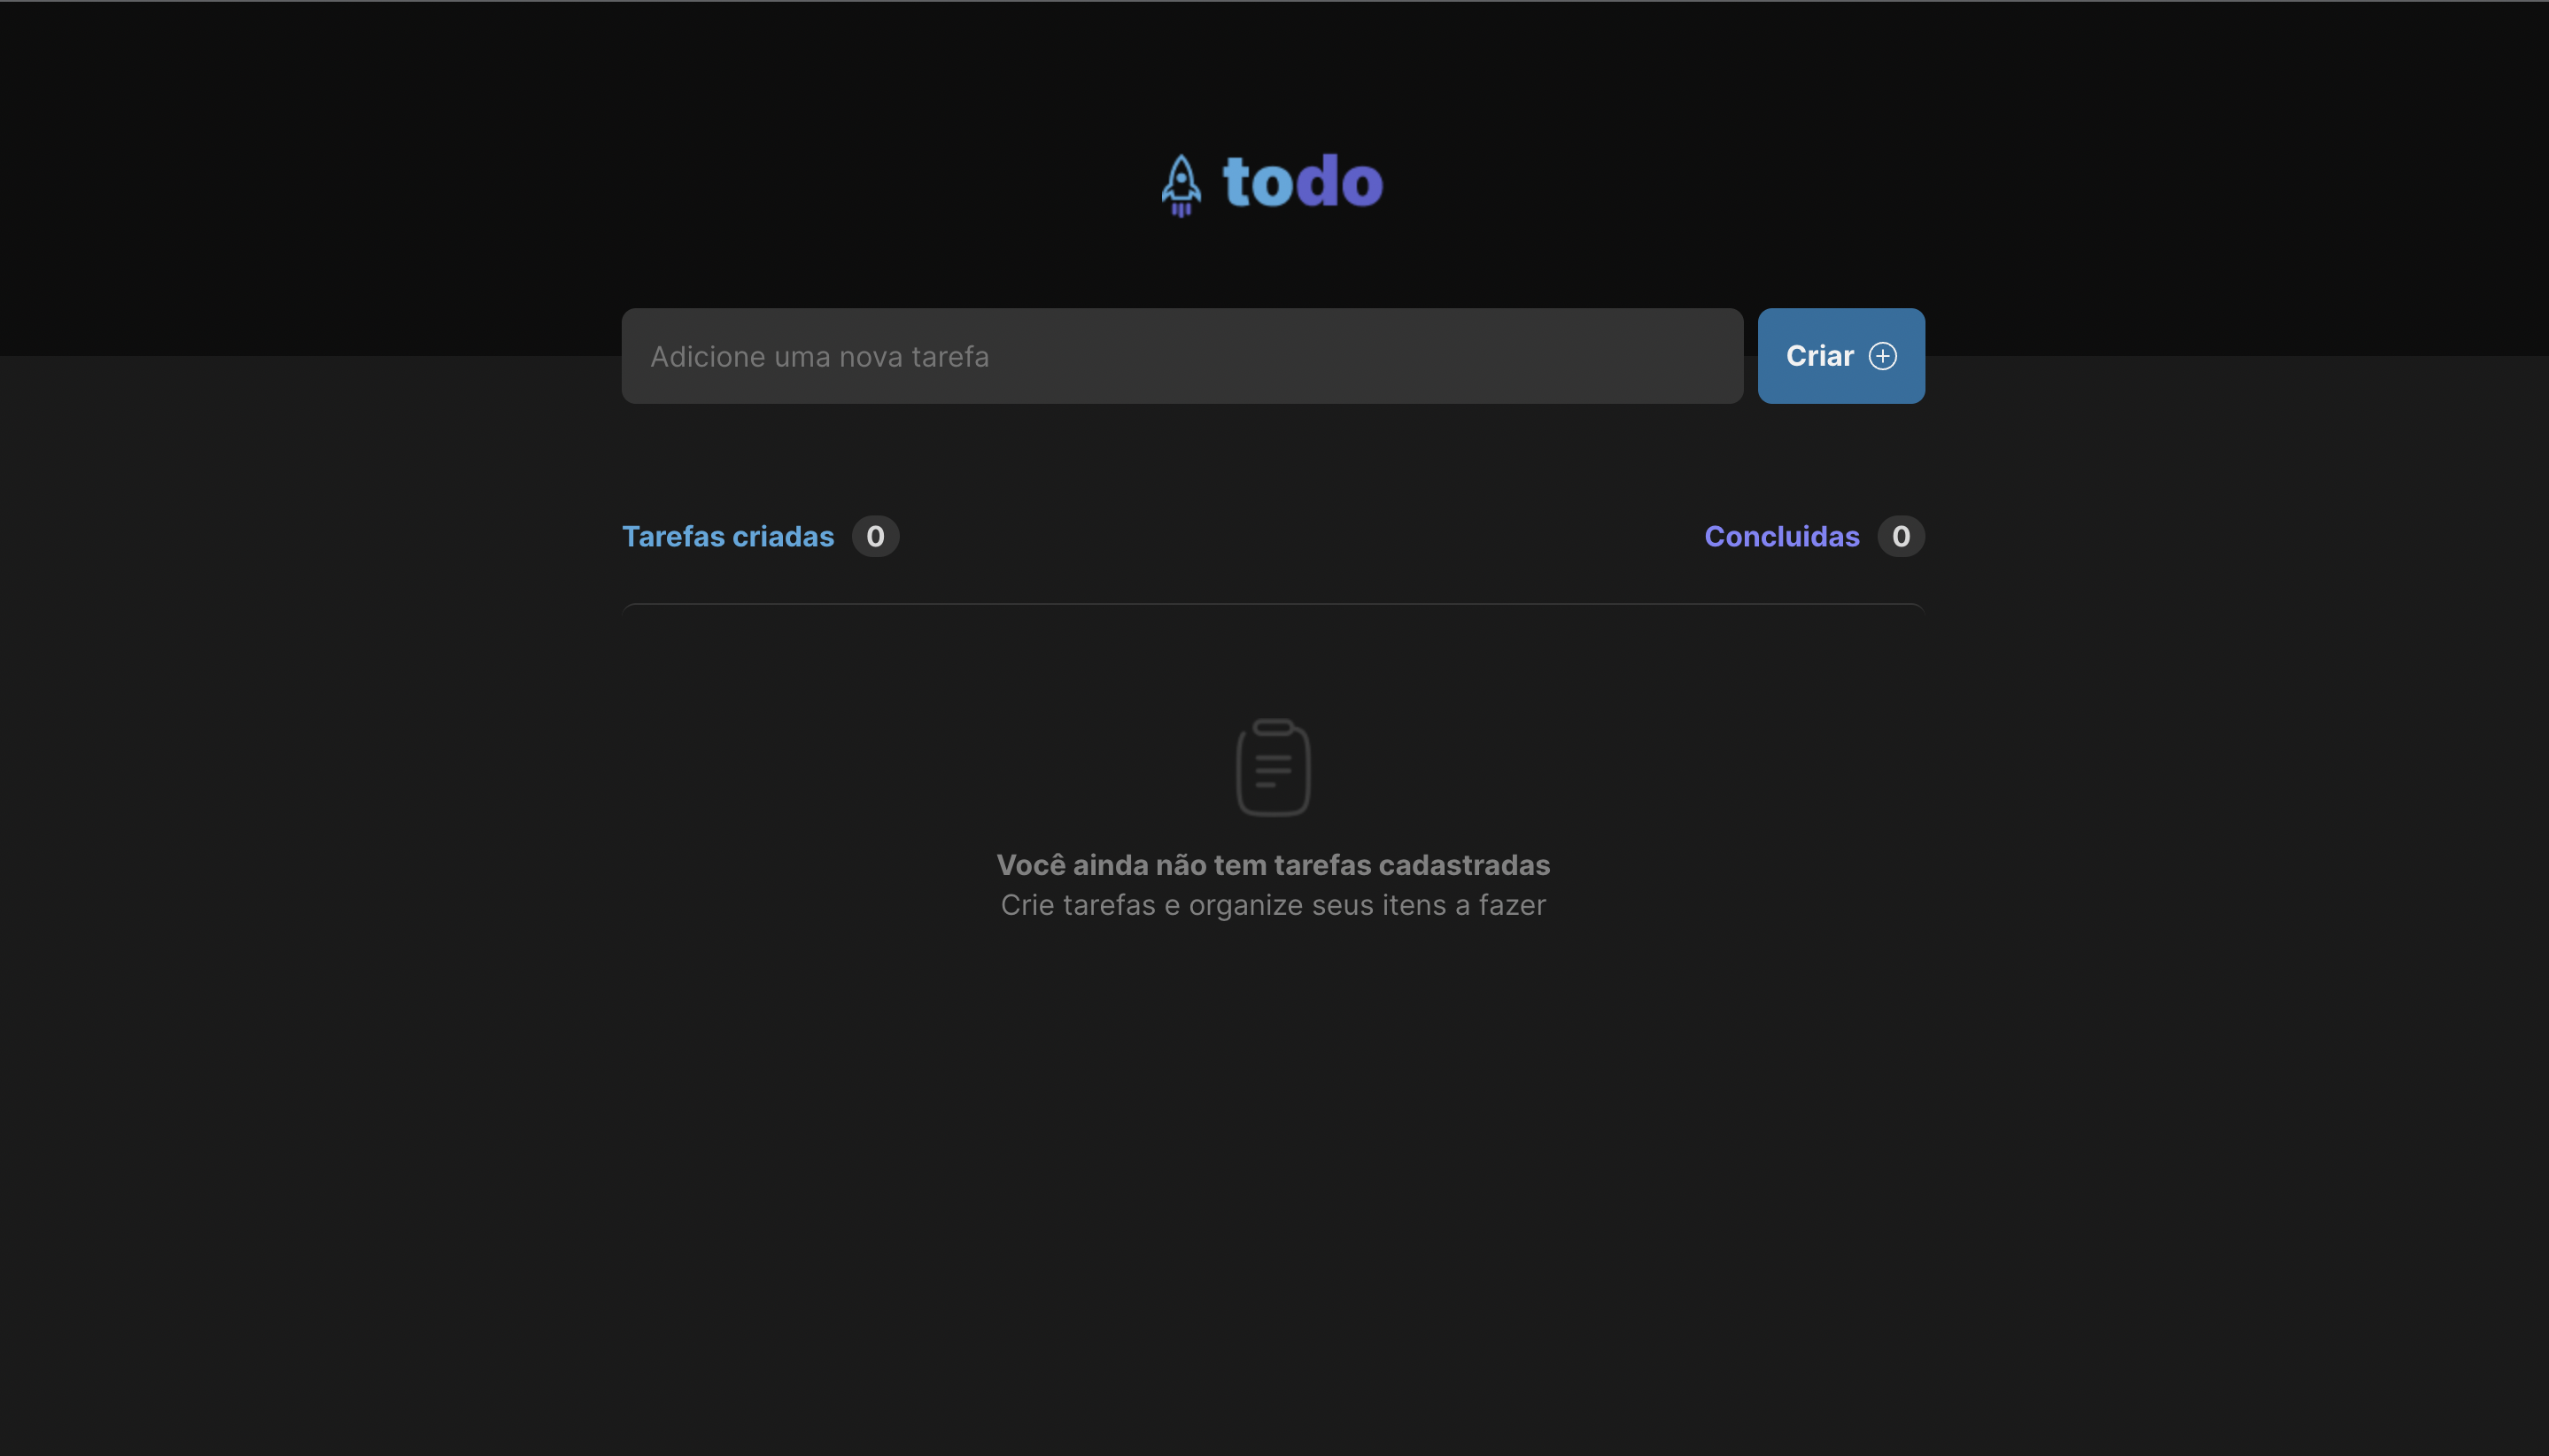 todo
Adicione uma nova tarefa
Criar
Tarefas criadas 0
Concluidas 0
Você ainda não tem tarefas cadastradas
Crie tarefas e organize seus itens a fazer